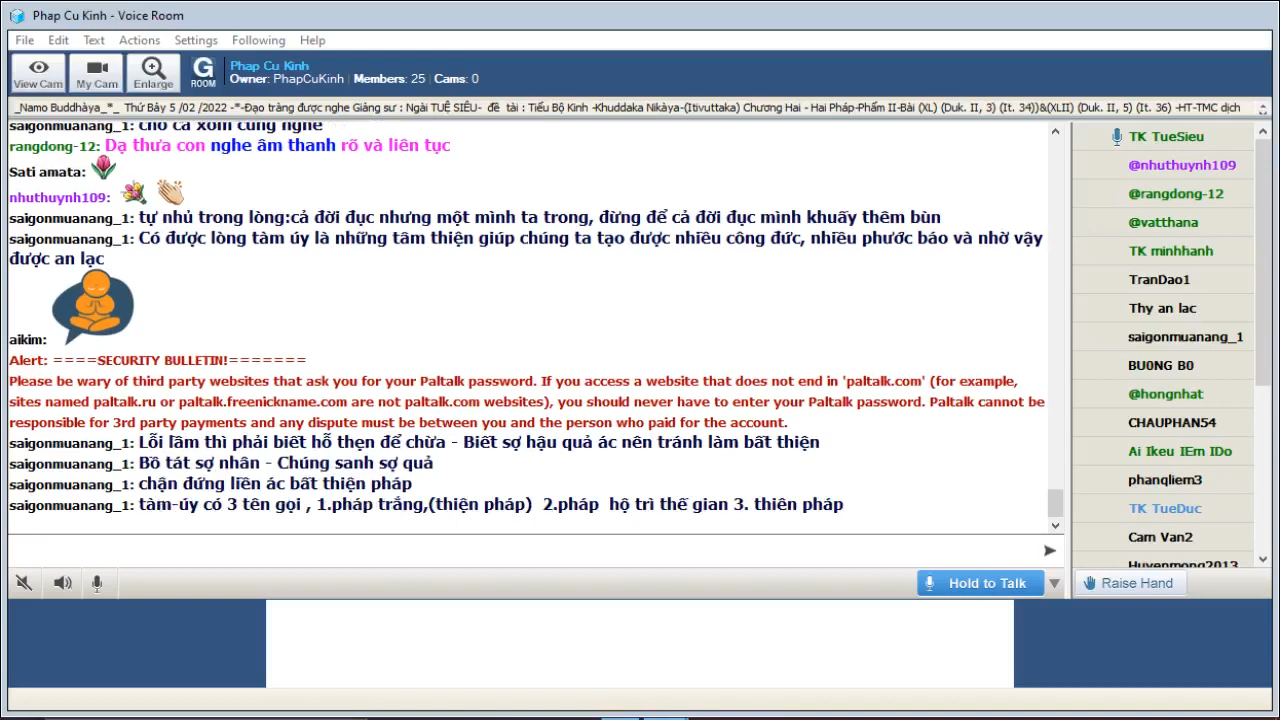 Phap Cu Kinh - Voice Room
File Edit Text Actions Settings Following Help
View Cam My Cam Enlarge G ROOM
Phap Cu Kinh
Owner: PhapCuKinh | Members: 25 | Cams: 0
_Namo Buddhàya_*_ Thứ Bảy 5 /02 /2022 -*-Đạo tràng được nghe Giảng sư : Ngài TUỆ SIÊU- đề tài : Tiểu Bộ Kinh -Khuddaka Nikàya-(Itivuttaka) Chương Hai - Hai Pháp-Phẩm II-Bài (XL) (Duk. II, 3) (It. 34))&(XLII) (Duk. II, 5) (It. 36) -HT-TMC dịch
saigonmuanang_1: cho cả xóm cùng nghe
rangdong-12: Dạ thưa con nghe âm thanh rõ và liên tục
Sati amata:
nhuthuynh109:
saigonmuanang_1: tự nhủ trong lòng:cả đời đục nhưng một mình ta trong, đừng để cả đời đục mình khuấy thêm bùn
saigonmuanang_1: Có được lòng tàm úy là những tâm thiện giúp chúng ta tạo được nhiều công đức, nhiều phước báo và nhờ vậy
được an lạc
aikim:
Alert: ====SECURITY BULLETIN!=======
Please be wary of third party websites that ask you for your Paltalk password. If you access a website that does not end in 'paltalk.com' (for example,
sites named paltalk.ru or paltalk.freenickname.com are not paltalk.com websites), you should never have to enter your Paltalk password. Paltalk cannot be
responsible for 3rd party payments and any dispute must be between you and the person who paid for the account.
saigonmuanang_1: Lỗi lầm thì phải biết hỗ thẹn để chừa - Biết sợ hậu quả ác nên tránh làm bất thiện
saigonmuanang_1: Bồ tát sợ nhân - Chúng sanh sợ quả
saigonmuanang_1: chận đứng liền ác bất thiện pháp
saigonmuanang_1: tàm-úy có 3 tên gọi , 1.pháp trắng,(thiện pháp) 2.pháp hộ trì thế gian 3. thiên pháp
TK TueSieu
@nhuthuynh109
@rangdong-12
@vatthana
TK minhhanh
TranDao1
Thy an lac
saigonmuanang_1
BU0NG B0
@hongnhat
CHAUPHAN54
Ai Ikeu IEm IDo
phanqliem3
TK TueDuc
Cam Van2
Huyenmong2013
Hold to Talk
Raise Hand